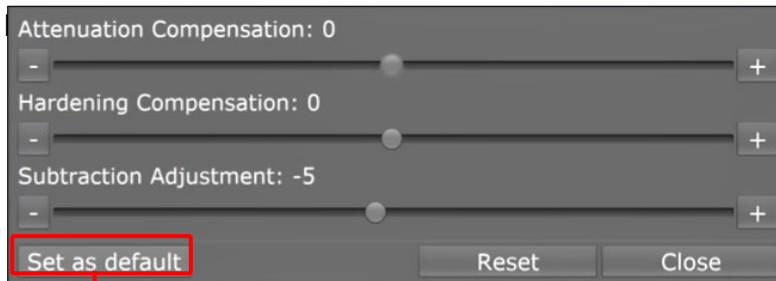 Attenuation Compensation: 0
- +
Hardening Compensation: 0
- +
Subtraction Adjustment: -5
- +
Set as default Reset Close